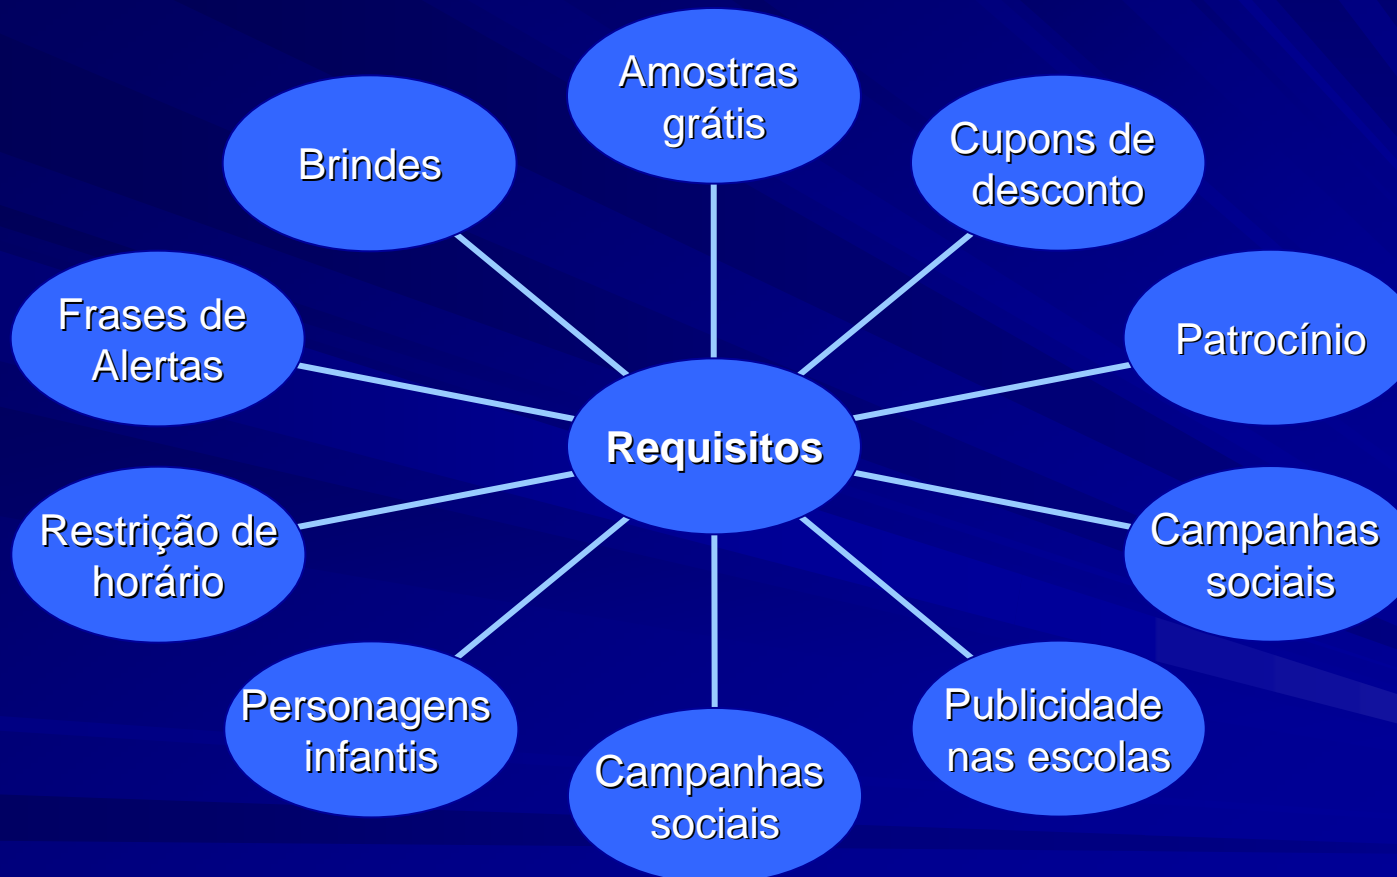 Amostras
grátis
Cupons de
desconto
Brindes
Patrocínio
Frases de
Alertas
Requisitos
Restrição de
horário
Campanhas
sociais
Personagens
infantis
Publicidade
nas escolas
Campanhas
sociais